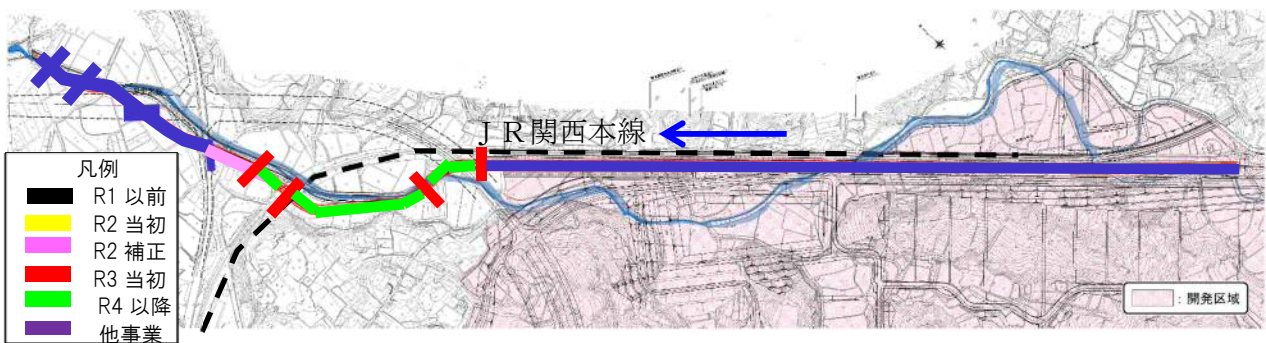 JR関西本線
凡例
R1 以前
R2 当初
R2 補正
R3 当初
R4 以降
他事業
：開発区域